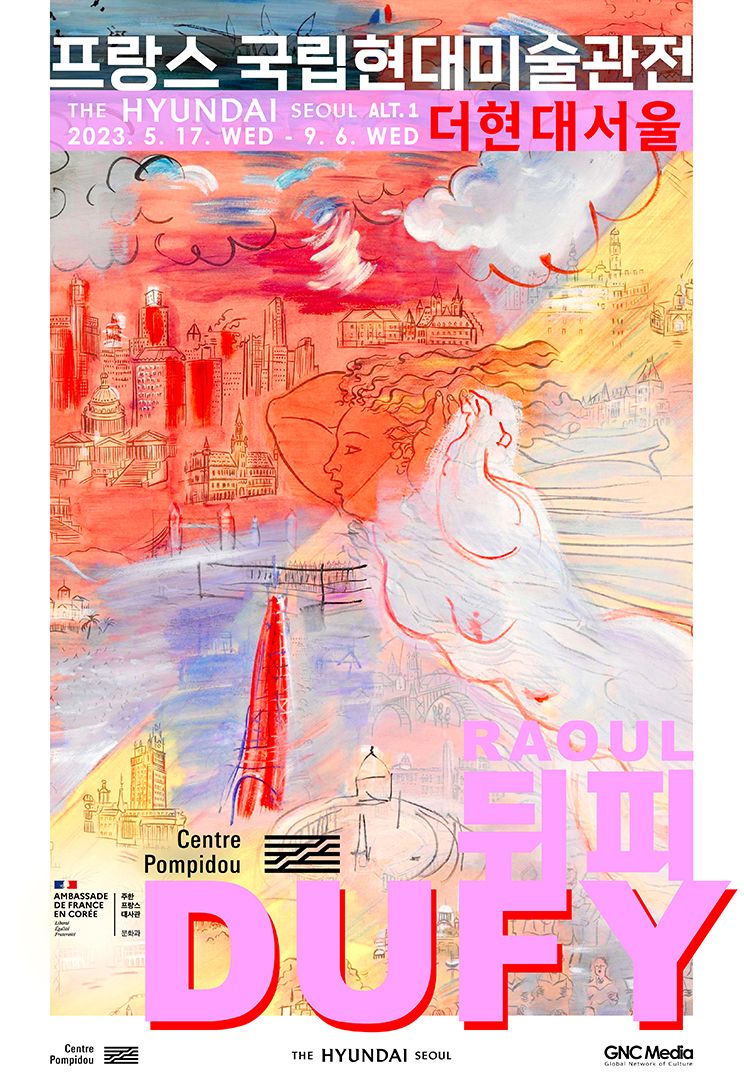 프랑스 국립현대미술관전
THE HYUNDAI SEOUL ALT.1
2023. 5. 17. WED - 9. 6. WED
더현대서울
RAOUL
뒤피
DUFY
Centre
Pompidou
AMBASSADE
DE FRANCE
EN CORÉE
Liberté
Égalité
Fraternité
주한
프랑스
대사관
문화과
Centre
Pompidou
THE HYUNDAI SEOUL
GNC Media
Global Network of Culture